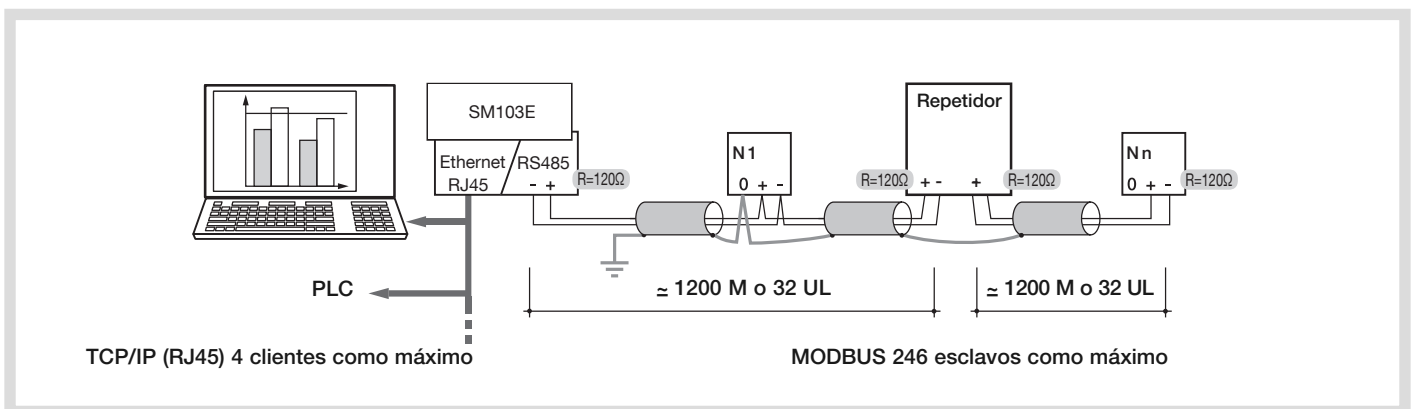 SM103E
Ethernet
RJ45
RS485
- +
R=120Ω
N1
0 + -
Repetidor
R=120Ω
+ -
+
R=120Ω
Nn
0 + -
R=120Ω
PLC
≃ 1200 M o 32 UL
≃ 1200 M o 32 UL
TCP/IP (RJ45) 4 clientes como máximo
MODBUS 246 esclavos como máximo